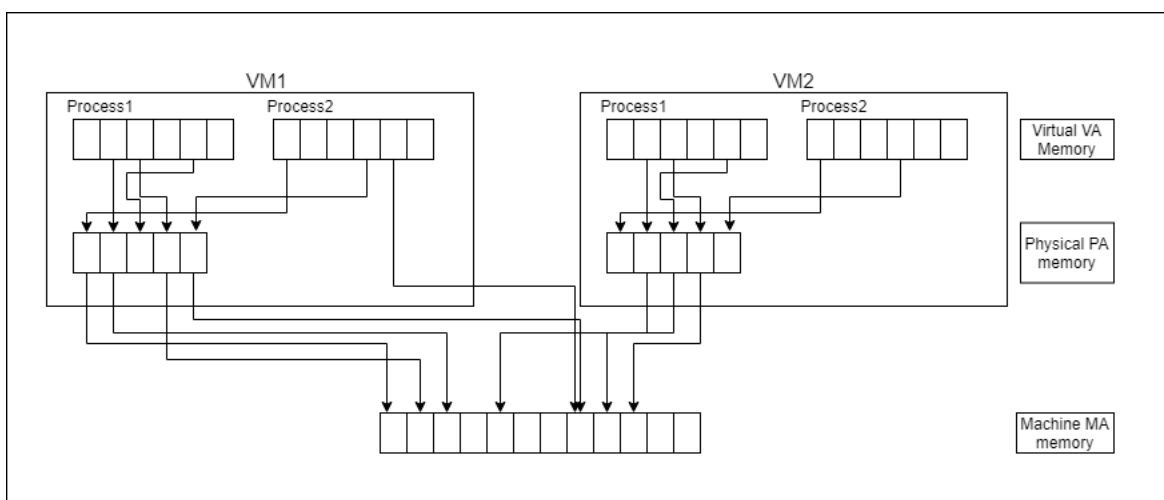 VM1
VM2
Process1
Process2
Process1
Process2
Virtual VA
Memory
Physical PA
memory
Machine MA
memory